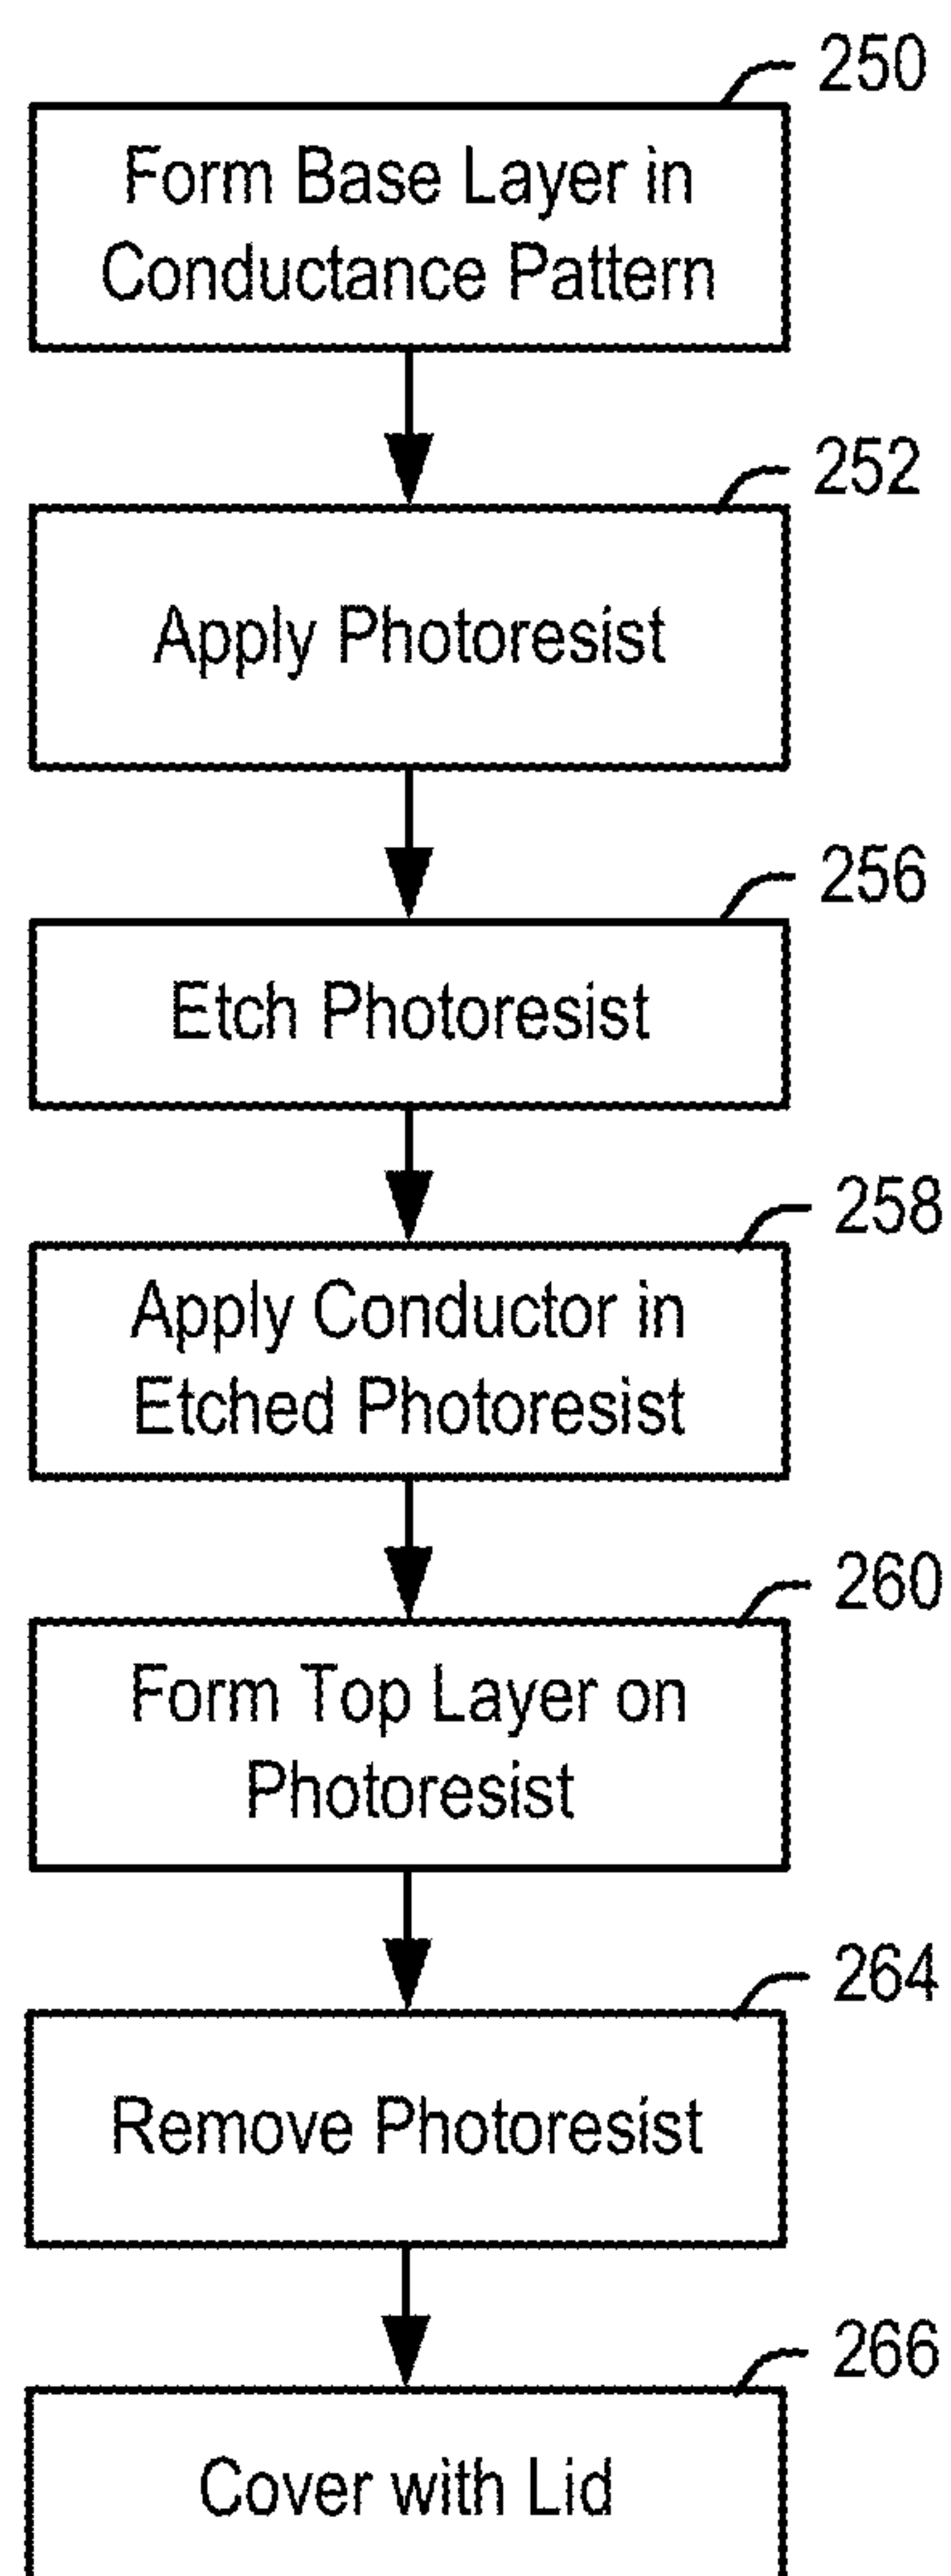 250
Form Base Layer in
Conductance Pattern
252
Apply Photoresist
256
Etch Photoresist
258
Apply Conductor in
Etched Photoresist
260
Form Top Layer on
Photoresist
264
Remove Photoresist
266
Cover with Lid